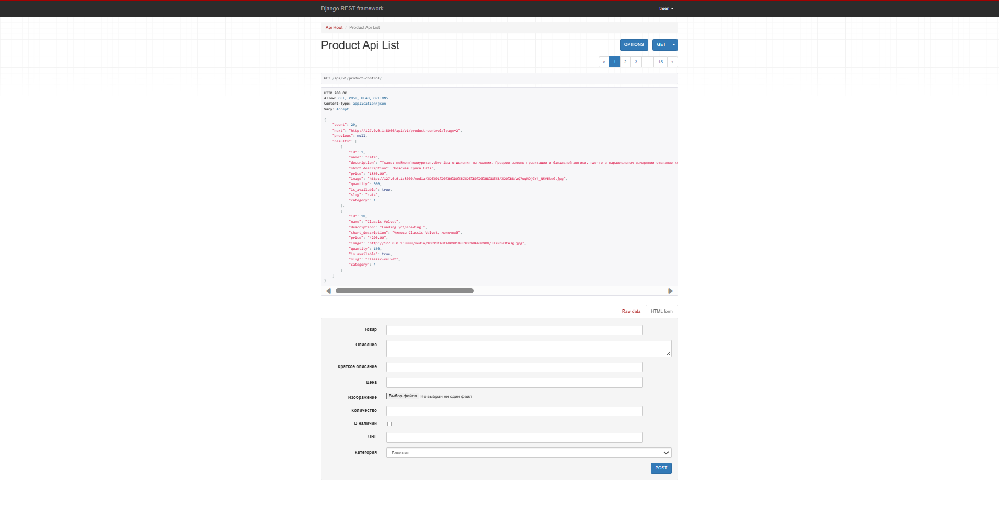 Django REST framework
treen
Api Root / Product Api List
Product Api List
OPTIONS
GET
« 1 2 3 … 15 »
GET /api/v1/product-control/
HTTP 200 OK
Allow: GET, POST, HEAD, OPTIONS
Content-Type: application/json
Vary: Accept
{
"count": 29,
"next": "http://127.0.0.1:8000/api/v1/product-control/?page=2",
"previous": null,
"results": [
{
"id": 1,
"name": "Cats",
"description": "Ткань: нейлон/полиуретан.<br> Два отделения на молнии. Презрев законы гравитации и банальной логики, где-то в параллельном измерении отвязные
"short_description": "Поясная сумка Cats",
"price": "1850.00",
"image": "http://127.0.0.1:8000/media/%D0%91%D0%B0%D0%BD%D0%B0%D0%BD%D0%BA%D0%B8/zQ7uqMOjGY4_N5VEkwG.jpg",
"quantity": 300,
"is_available": true,
"slug": "cats",
"category": 1
},
{
"id": 18,
"name": "Classic Velvet",
"description": "Loading…\r\nLoading…",
"short_description": "Чиносы Classic Velvet, молочный",
"price": "4290.00",
"image": "http://127.0.0.1:8000/media/%D0%91%D1%80%D1%8E%D0%BA%D0%B8/ITiRhPOt43g.jpg",
"quantity": 150,
"is_available": true,
"slug": "classic-velvet",
"category": 4
}
]
}
Raw data
HTML form
Товар
Описание
Краткое описание
Цена
Изображение Выбор файла Не выбран ни один файл
Количество
В наличии
URL
Категория Бананки
POST